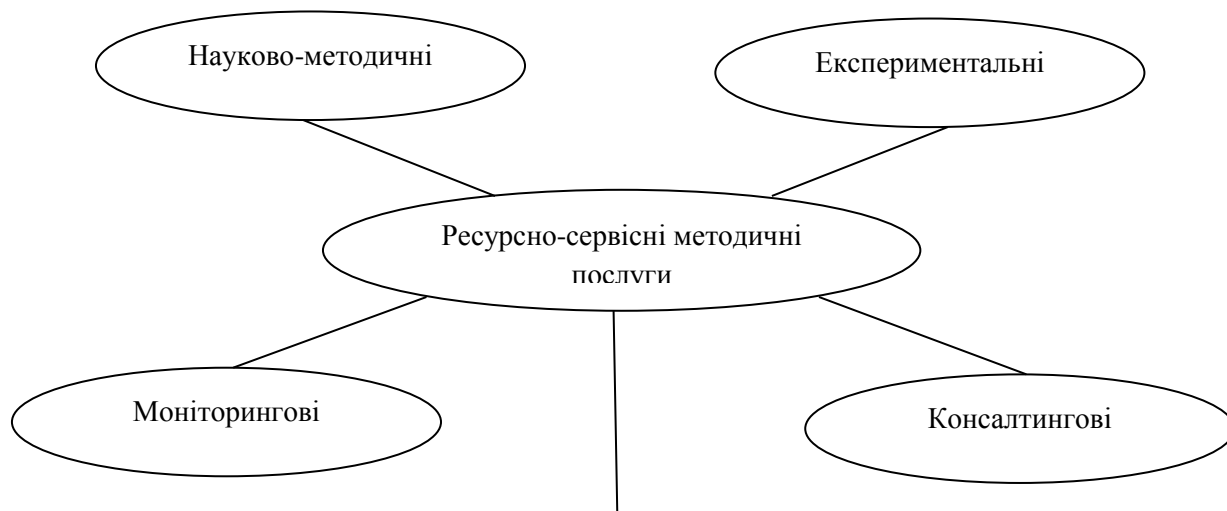 Науково-методичні
Експериментальні
Ресурсно-сервісні методичні
послуги
Моніторингові
Консалтингові